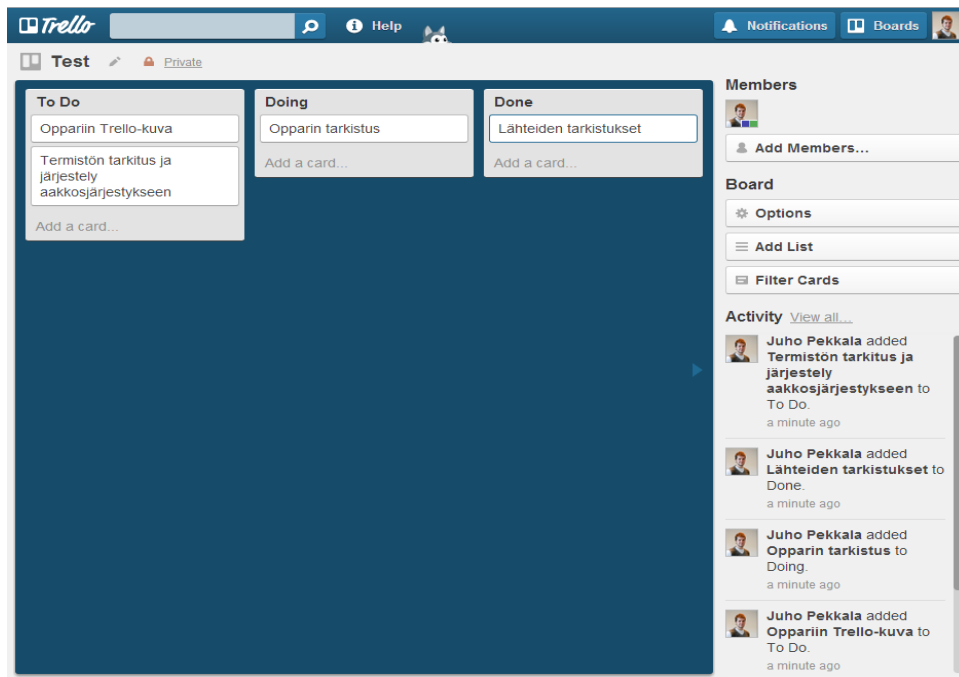 Trello
Help
Notifications
Boards
Test
Private
To Do
Oppariin Trello-kuva
Termistön tarkitus ja
järjestely
aakkosjärjestykseen
Add a card...
Doing
Opparin tarkistus
Add a card...
Done
Lähteiden tarkistukset
Add a card...
Members
Add Members...
Board
Options
Add List
Filter Cards
Activity View all...
Juho Pekkala added
Termistön tarkitus ja
järjestely
aakkosjärjestykseen to
To Do.
a minute ago
Juho Pekkala added
Lähteiden tarkistukset to
Done.
a minute ago
Juho Pekkala added
Opparin tarkistus to
Doing.
a minute ago
Juho Pekkala added
Oppariin Trello-kuva to
To Do.
a minute ago